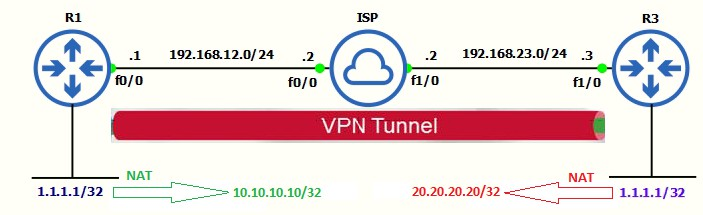 R1 ISP R3
.1 192.168.12.0/24 .2 .2 192.168.23.0/24 .3
f0/0 f0/0 f1/0 f1/0
VPN Tunnel
NAT NAT
1.1.1.1/32 10.10.10.10/32 20.20.20.20/32 1.1.1.1/32